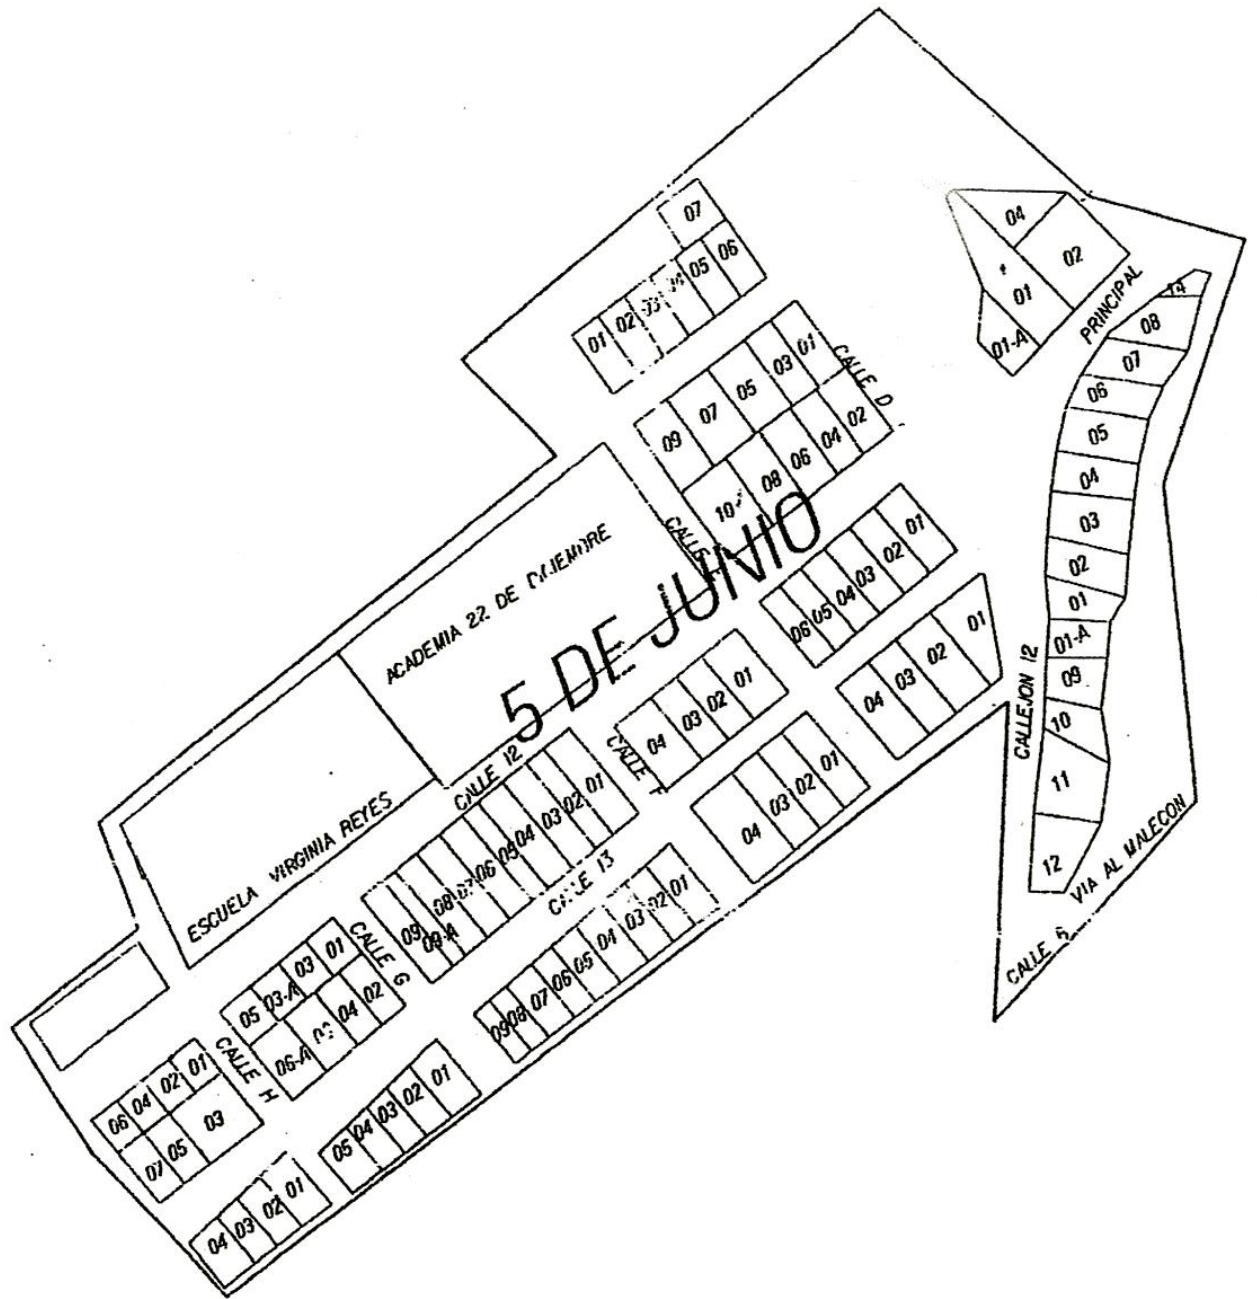 07
01 02 05 06
04
02
01
01-A
PRINCIPAL
14
08
07
06
05
04
03
02
01
01-A
09
10
11
12
CALLEJON 12
VIA AL MALECON
CALLE
09 07 05 03 01
10 08 06 04 02
CALLE D
CALLE
ACADEMIA 22 DE
5 DE JUNIO
06 05 04 03 02 01
04 03 02 01
04 03 02 01
CALLE F
04 03 02 01
ESCUELA VIRGINIA REYES
CALLE 12
09 09-A 08 07 06 05 04 03 02 01
CALLE 13
09 08 07 06 05 04 03 02 01
CALLE G
05 03-A 03 01
06-A 04 02
CALLE H
05 04 03 02 01
06 04 02 01
07 05 03
04 03 02 01